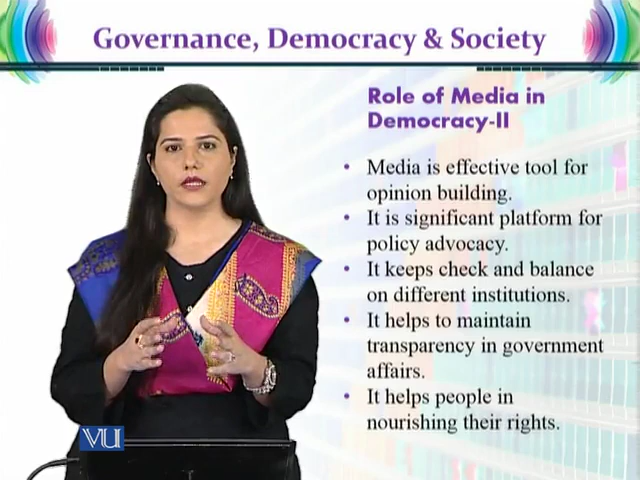 Governance, Democracy & Society
Role of Media in
Democracy-II
• Media is effective tool for
opinion building.
• It is significant platform for
policy advocacy.
• It keeps check and balance
on different institutions.
• It helps to maintain
transparency in government
affairs.
• It helps people in
nourishing their rights.
VU